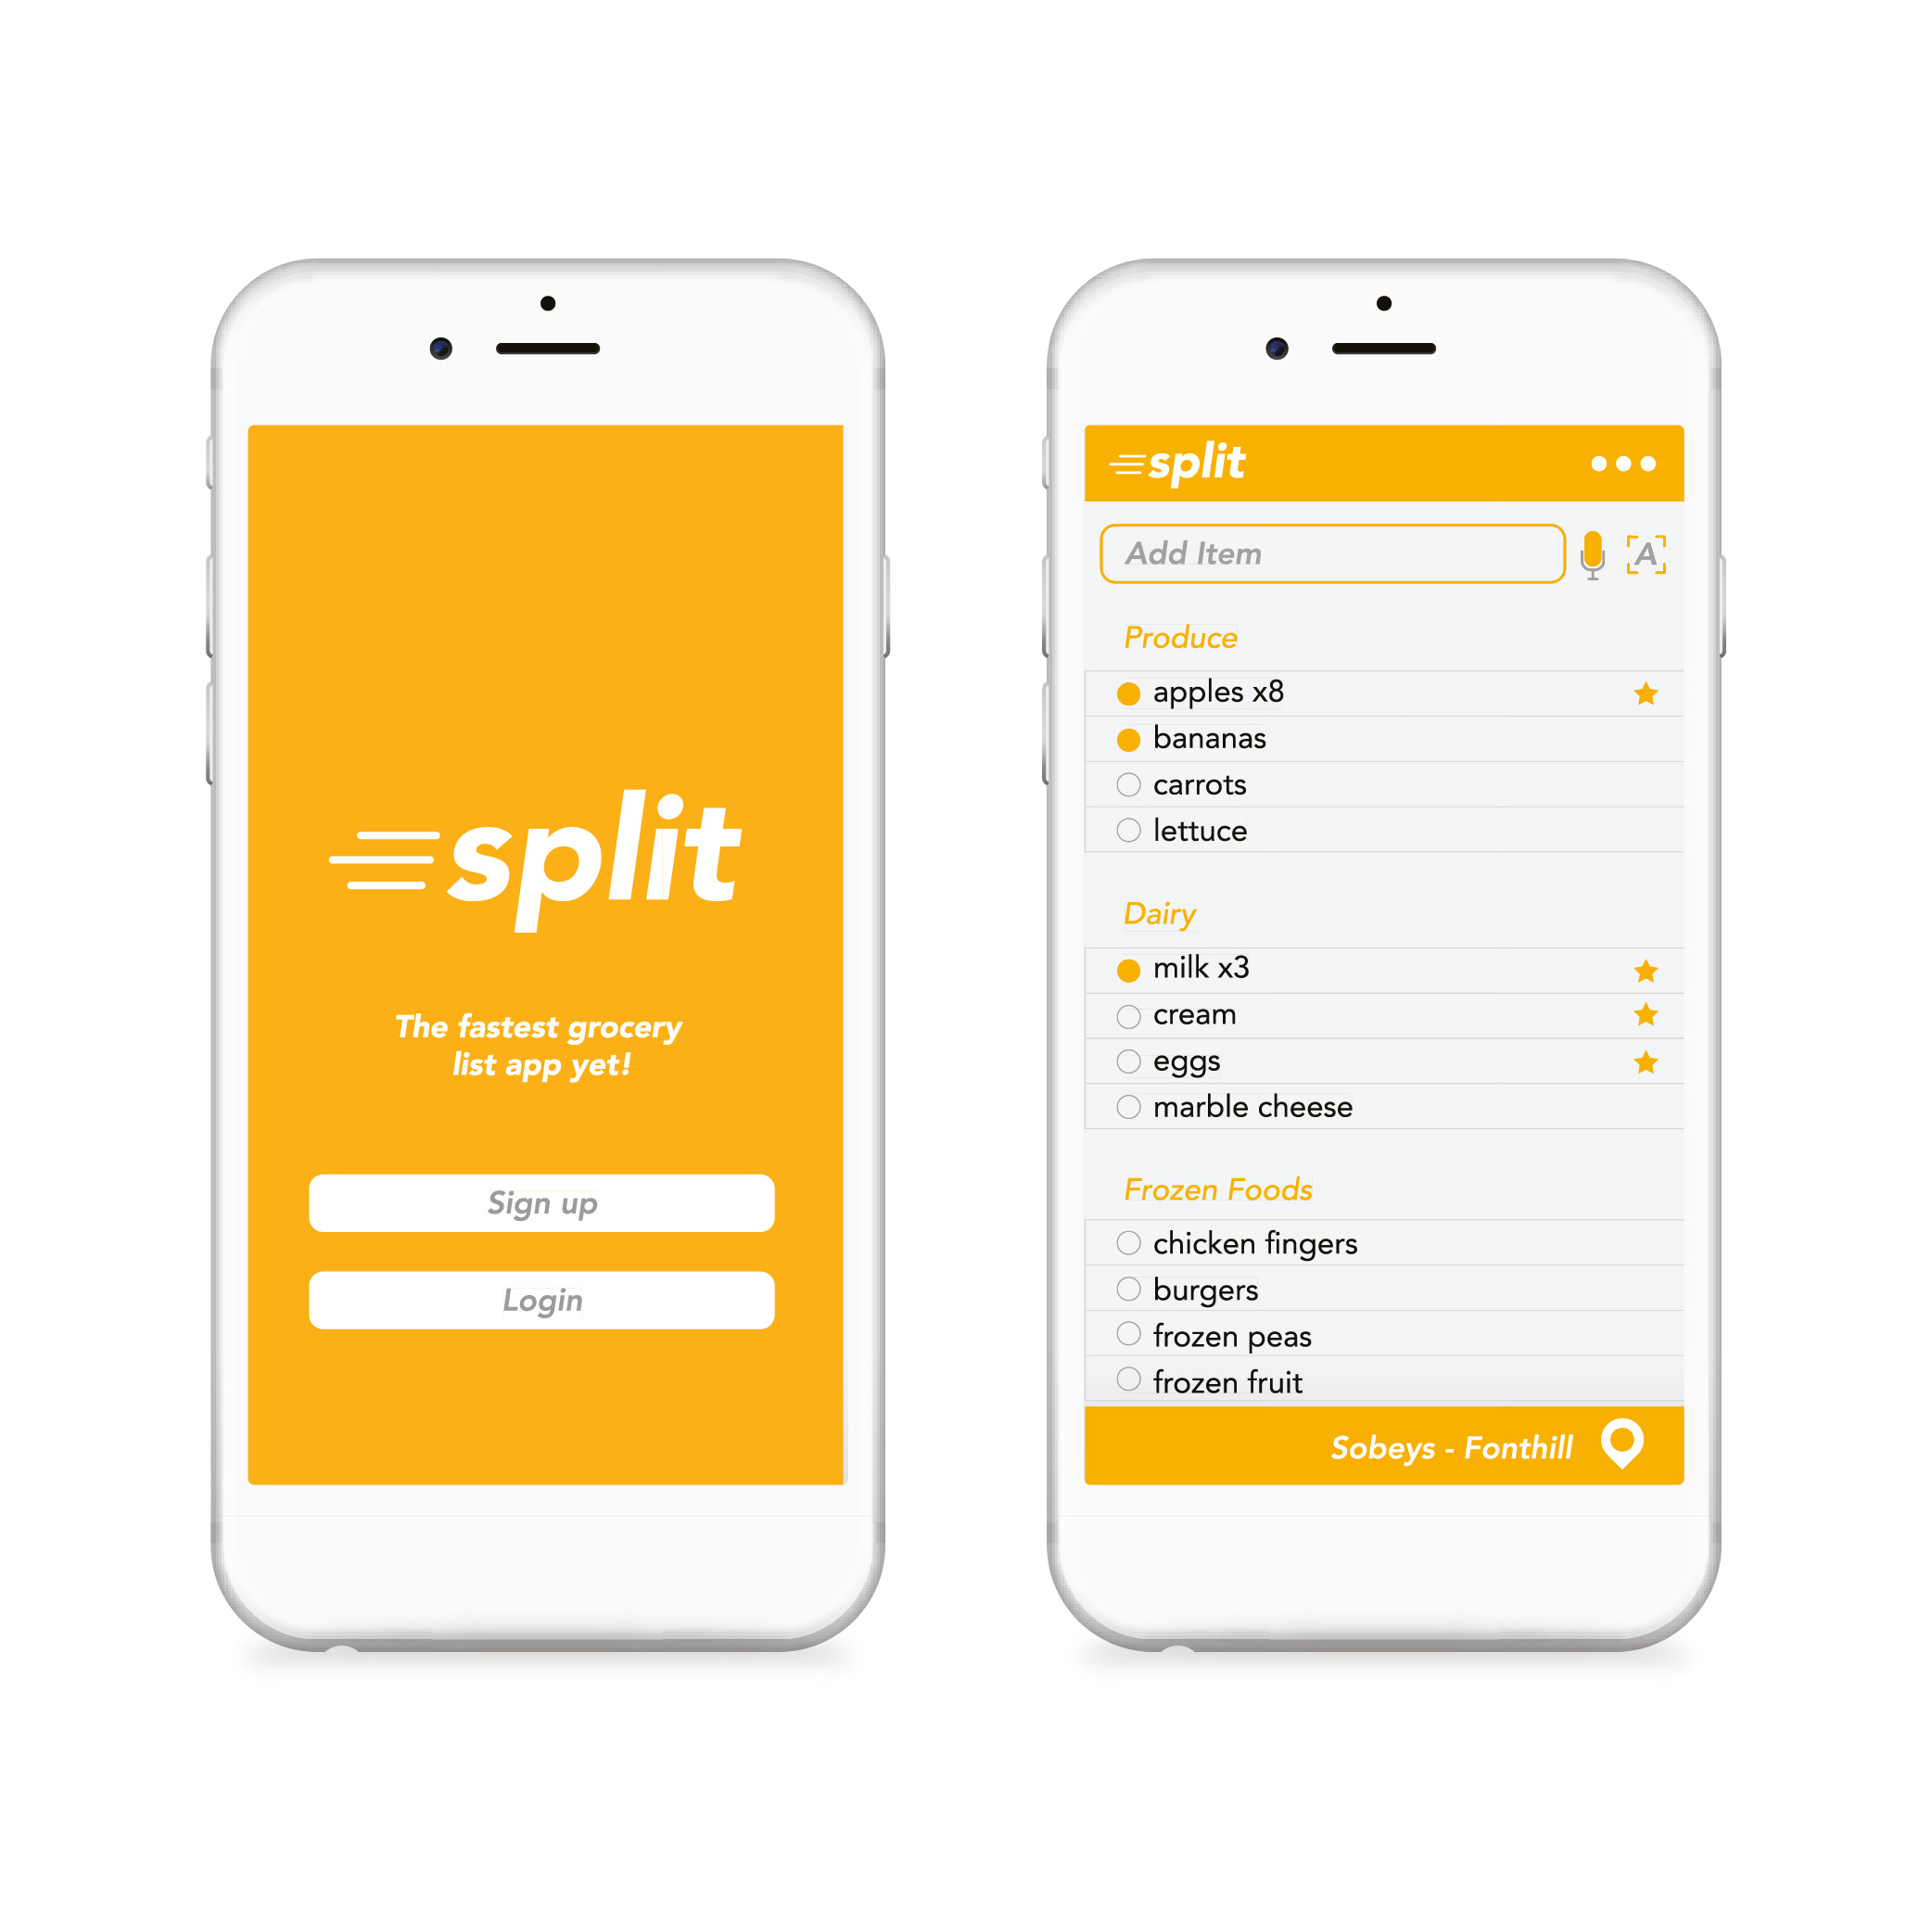 split
The fastest grocery
list app yet!
Sign up
Login
split
Add Item
A
Produce
apples x8
bananas
carrots
lettuce
Dairy
milk x3
cream
eggs
marble cheese
Frozen Foods
chicken fingers
burgers
frozen peas
frozen fruit
Sobeys - Fonthill